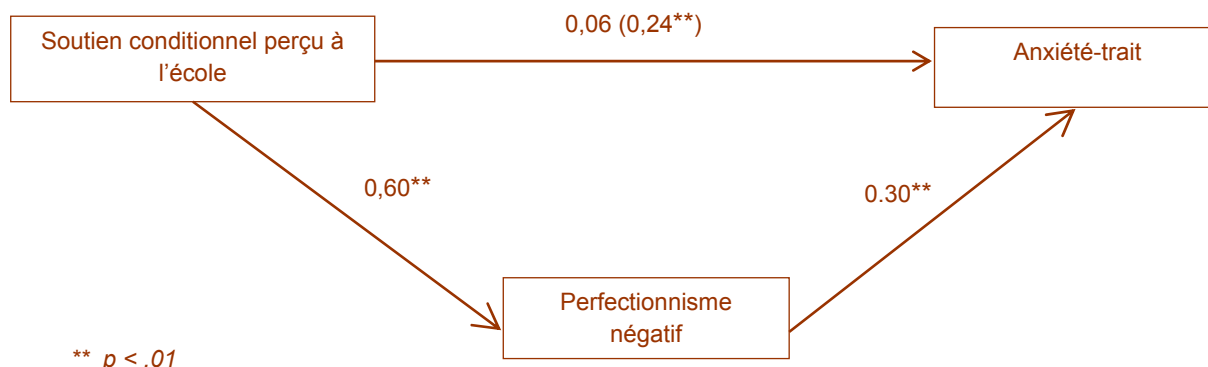 0,06 (0,24**)
Soutien conditionnel perçu à
l'école
Anxiété-trait
0,60**
0.30**
Perfectionnisme
négatif
** p < .01